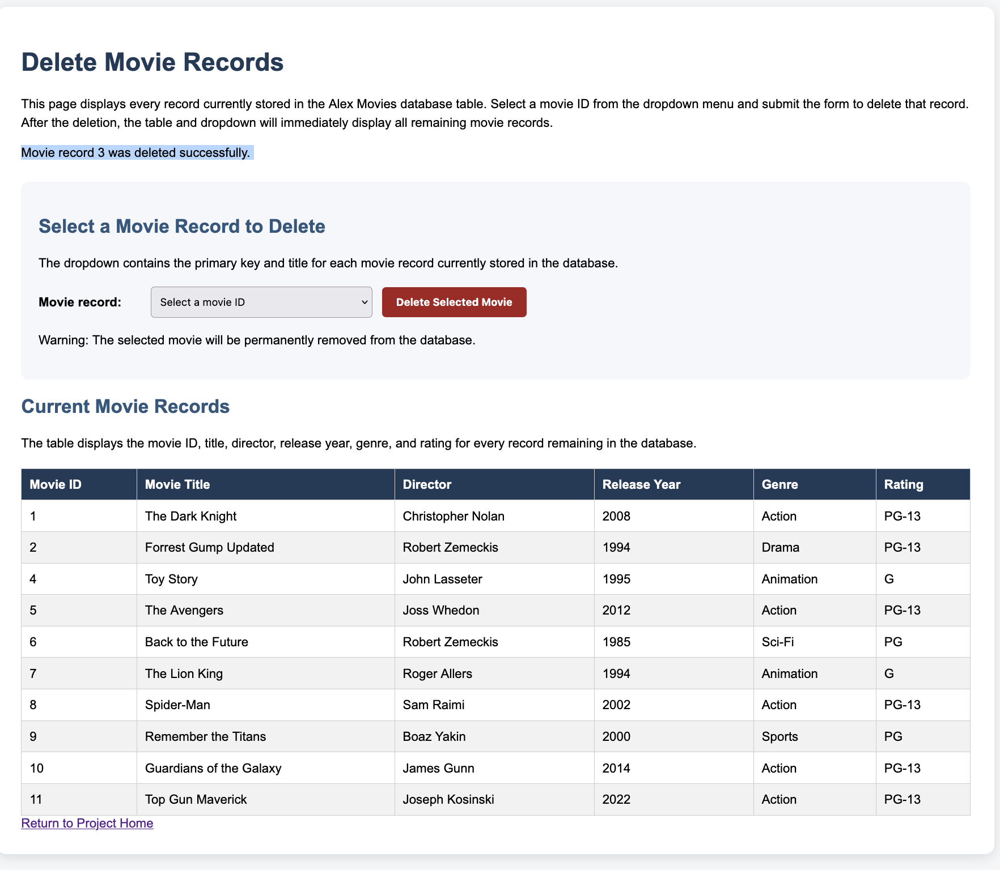 Delete Movie Records
This page displays every record currently stored in the Alex Movies database table. Select a movie ID from the dropdown menu and submit the form to delete that record.
After the deletion, the table and dropdown will immediately display all remaining movie records.
Movie record 3 was deleted successfully.
Select a Movie Record to Delete
The dropdown contains the primary key and title for each movie record currently stored in the database.
Movie record: Select a movie ID Delete Selected Movie
Warning: The selected movie will be permanently removed from the database.
Current Movie Records
The table displays the movie ID, title, director, release year, genre, and rating for every record remaining in the database.
Movie ID Movie Title Director Release Year Genre Rating
1 The Dark Knight Christopher Nolan 2008 Action PG-13
2 Forrest Gump Updated Robert Zemeckis 1994 Drama PG-13
4 Toy Story John Lasseter 1995 Animation G
5 The Avengers Joss Whedon 2012 Action PG-13
6 Back to the Future Robert Zemeckis 1985 Sci-Fi PG
7 The Lion King Roger Allers 1994 Animation G
8 Spider-Man Sam Raimi 2002 Action PG-13
9 Remember the Titans Boaz Yakin 2000 Sports PG
10 Guardians of the Galaxy James Gunn 2014 Action PG-13
11 Top Gun Maverick Joseph Kosinski 2022 Action PG-13
Return to Project Home